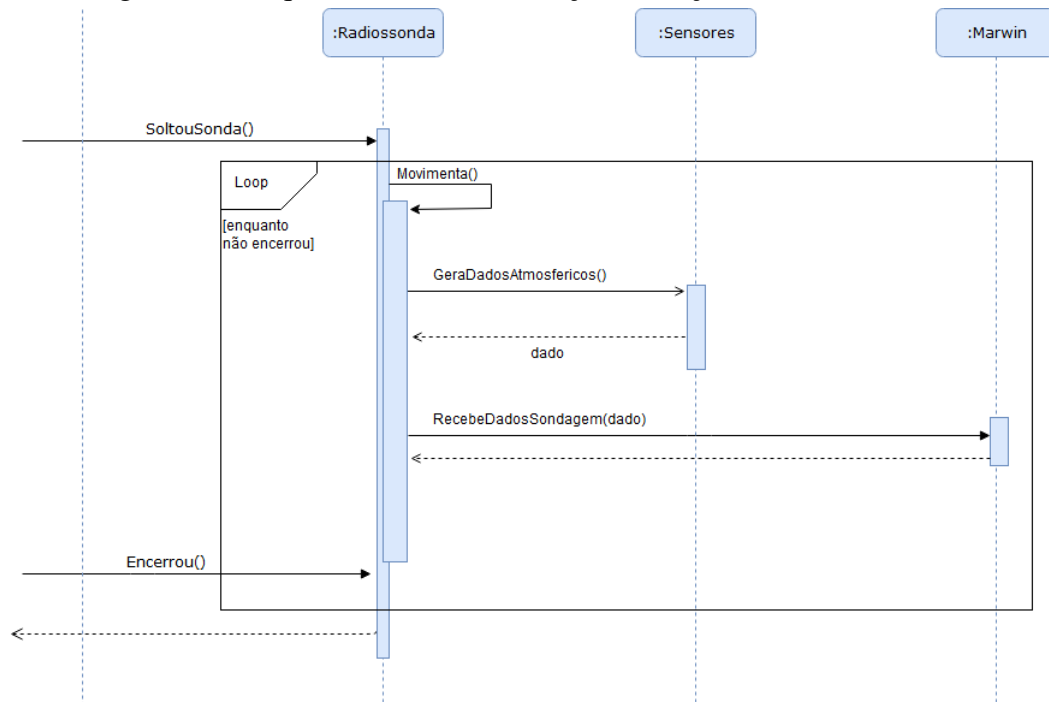 :Radiossonda
:Sensores
:Marwin
SoltouSonda()
Loop
Movimenta()
[enquanto
não encerrou]
GeraDadosAtmosfericos()
dado
RecebeDadosSondagem(dado)
Encerrou()